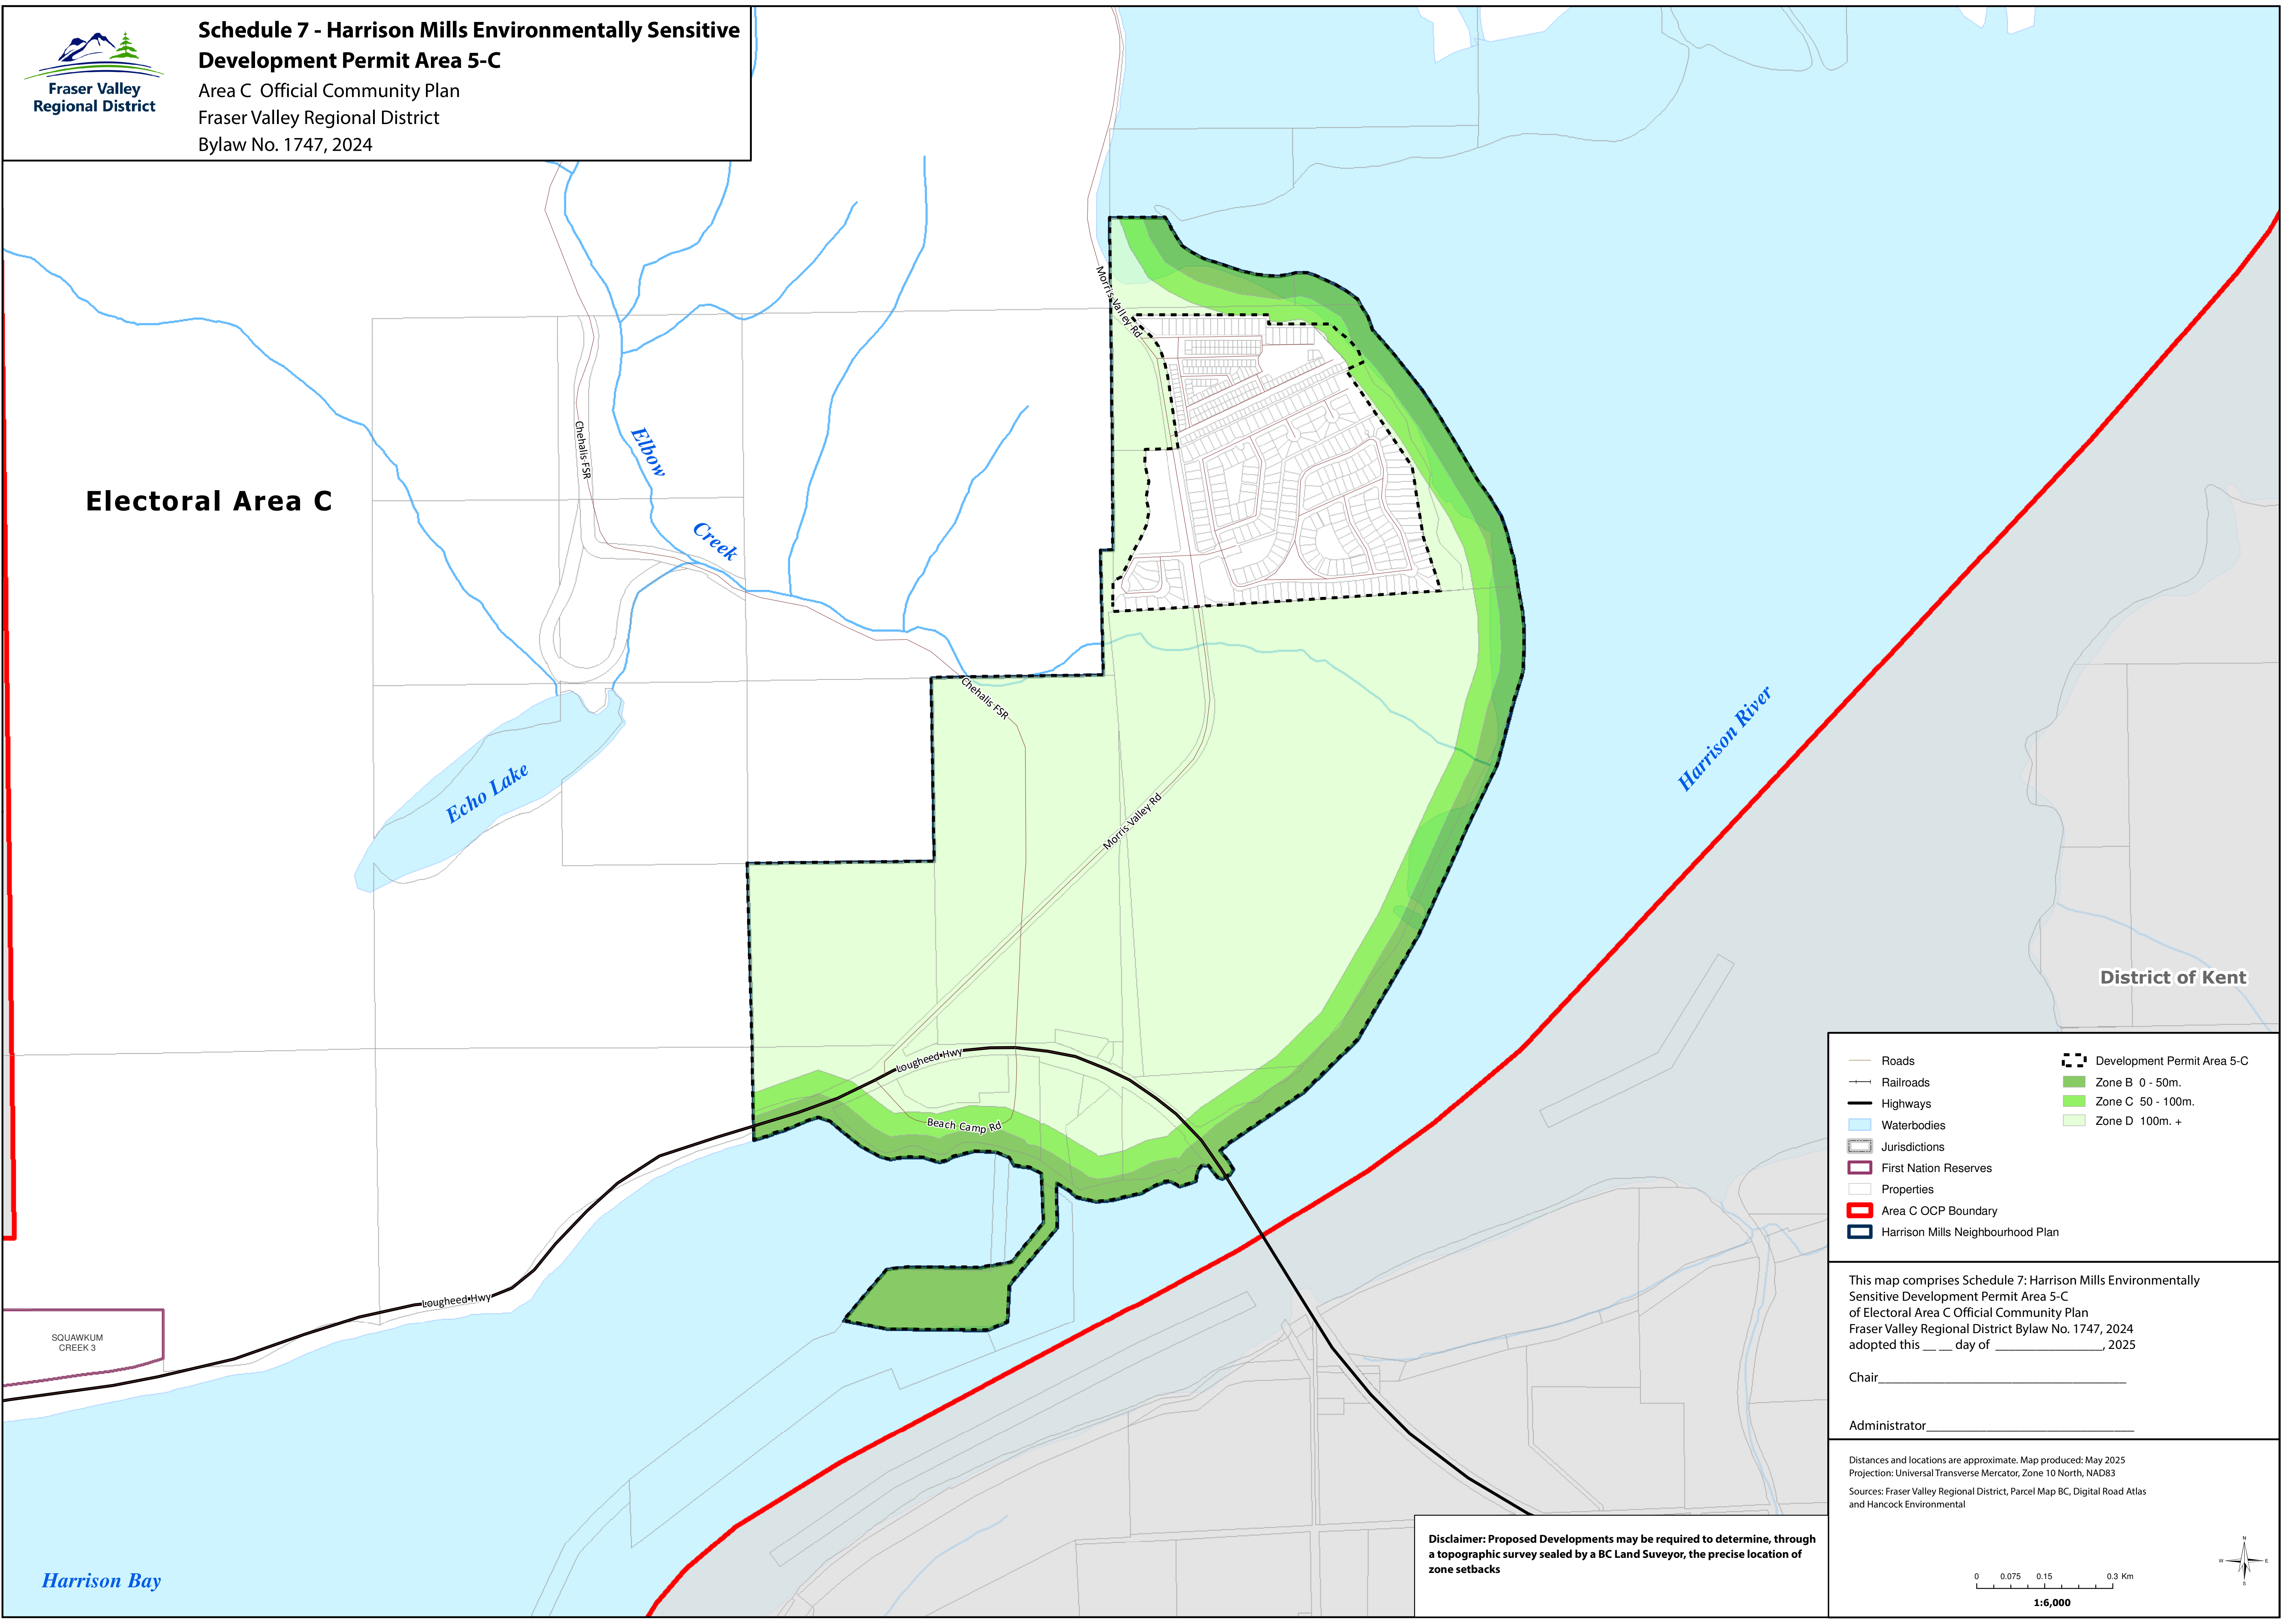 Fraser Valley
Regional District
Schedule 7 - Harrison Mills Environmentally Sensitive
Development Permit Area 5-C
Area C Official Community Plan
Fraser Valley Regional District
Bylaw No. 1747, 2024
Morris Valley Rd
Chehalis FSR
Elbow
Creek
Electoral Area C
Chehalis FSR
Harrison River
Echo Lake
Morris Valley Rd
District of Kent
Lougheed Hwy
Beach Camp Rd
Lougheed Hwy
SQUAWKUM
CREEK 3
Harrison Bay
Roads
Railroads
Highways
Waterbodies
Jurisdictions
First Nation Reserves
Properties
Area C OCP Boundary
Harrison Mills Neighbourhood Plan
Development Permit Area 5-C
Zone B 0 - 50m.
Zone C 50 - 100m.
Zone D 100m. +
This map comprises Schedule 7: Harrison Mills Environmentally
Sensitive Development Permit Area 5-C
of Electoral Area C Official Community Plan
Fraser Valley Regional District Bylaw No. 1747, 2024
adopted this __ __ day of ________________, 2025
Chair_____________________________________
Administrator_______________________________
Distances and locations are approximate. Map produced: May 2025
Projection: Universal Transverse Mercator, Zone 10 North, NAD83
Sources: Fraser Valley Regional District, Parcel Map BC, Digital Road Atlas
and Hancock Environmental
Disclaimer: Proposed Developments may be required to determine, through
a topographic survey sealed by a BC Land Suveyor, the precise location of
zone setbacks
N
W E
S
0 0.075 0.15 0.3 Km
1:6,000